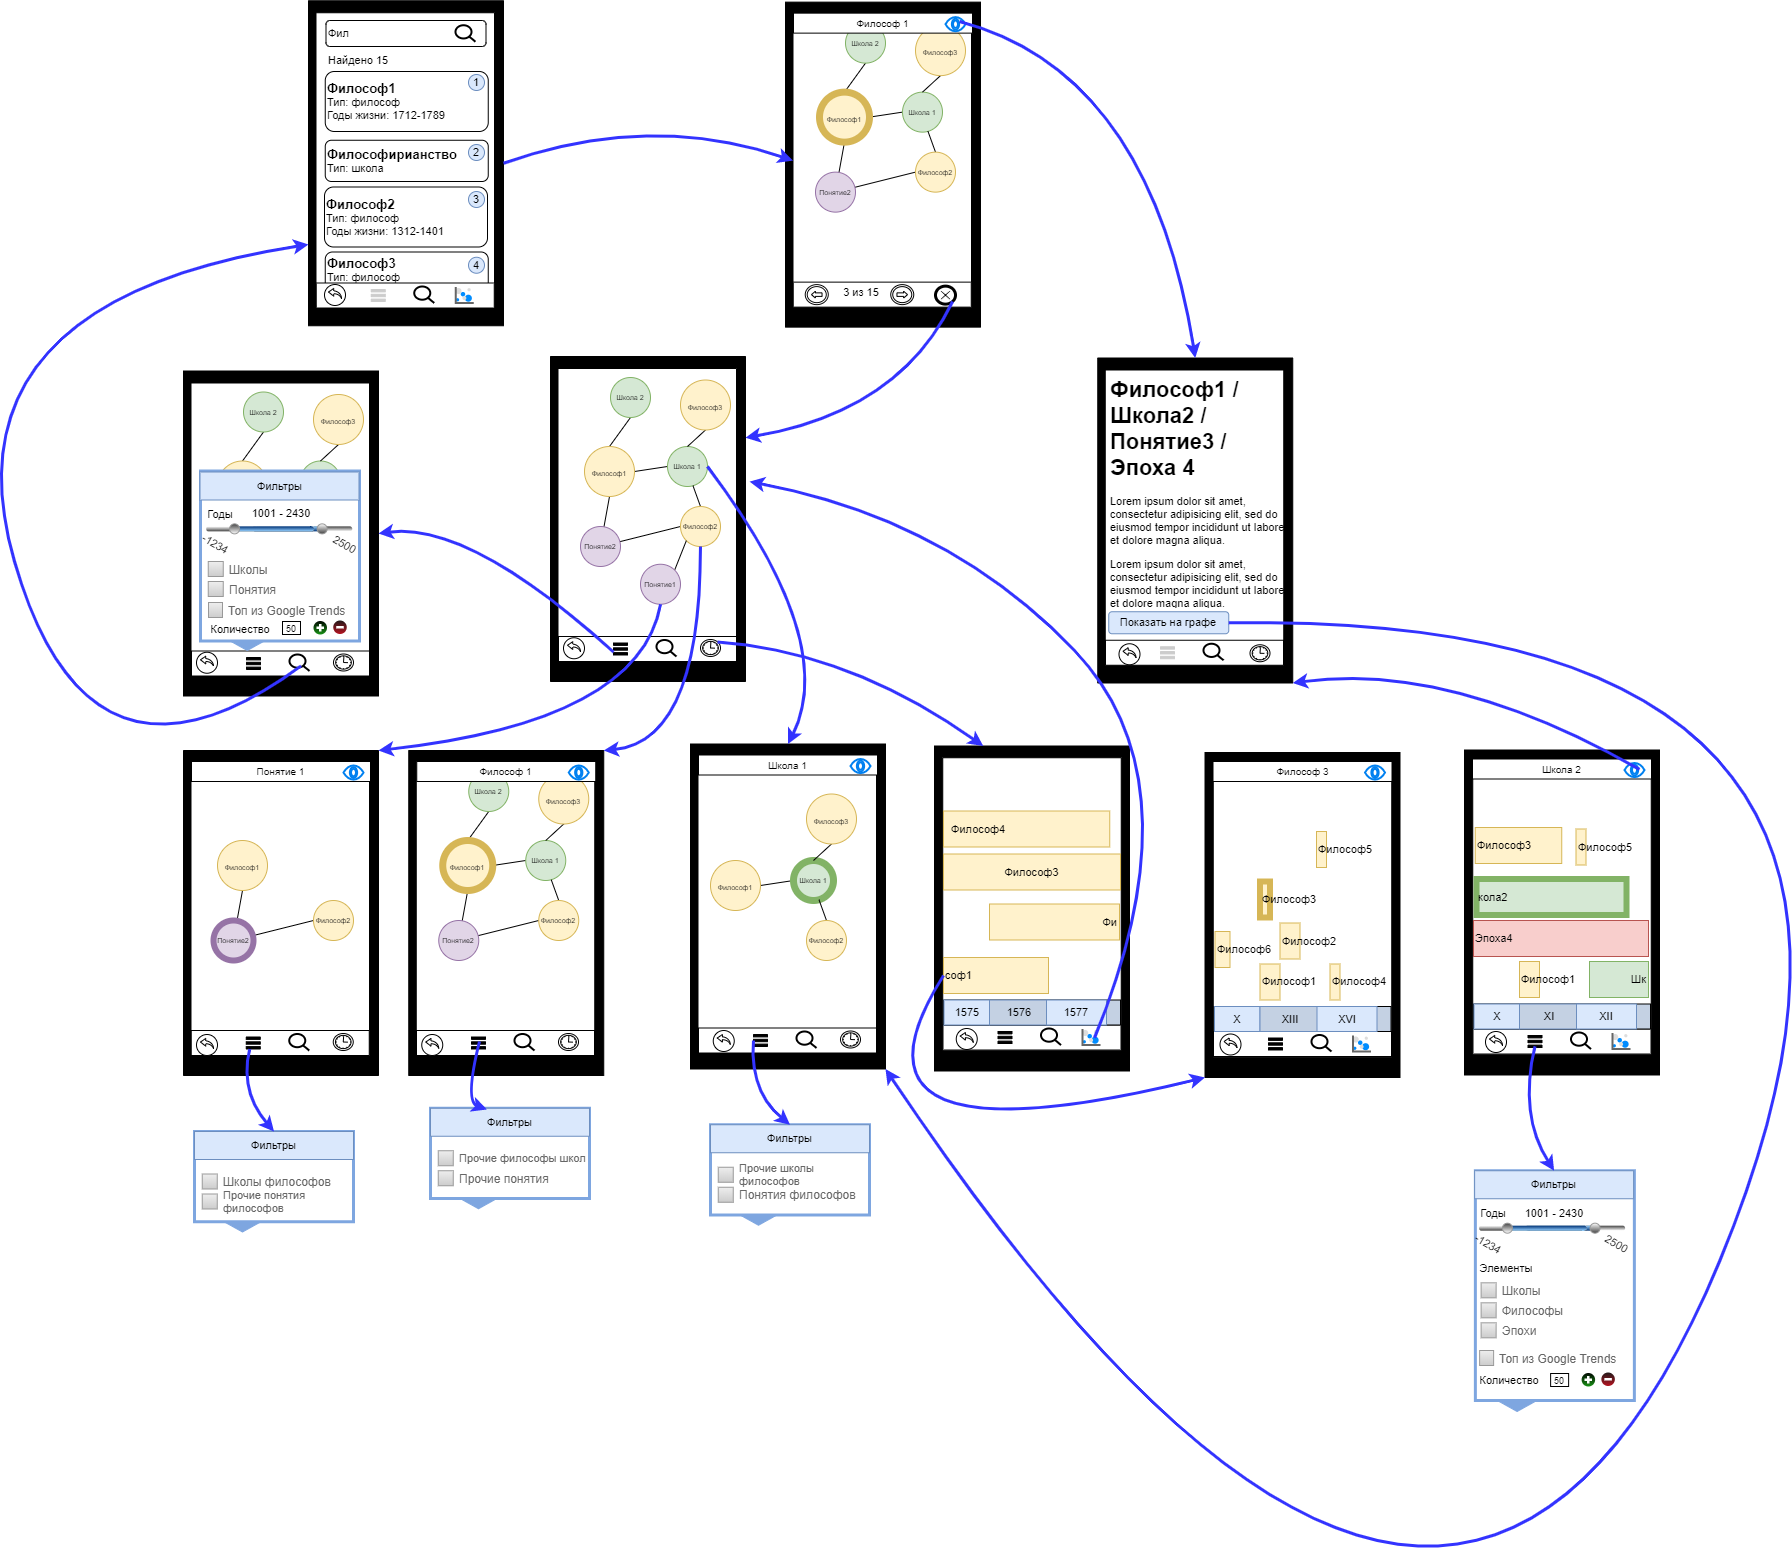 Фил
Найдено 15
Философ1
1
Тип: философ
Годы жизни: 1712-1789
Философирианство
2
Тип: школа
Философ2
3
Тип: философ
Годы жизни: 1312-1401
Философ3
4
Тип: философ
Философ 1
Школа 2
Философ3
Философ1
Школа 1
Философ2
Понятие2
3 из 15
Школа 2
Философ3
Фильтры
Годы
1001 - 2430
-1234
2500
Школы
Понятия
Топ из Google Trends
Количество
50
Школа 2
Философ3
Философ1
Школа 1
Философ2
Понятие2
Понятие1
Философ1 /
Школа2 /
Понятие3 /
Эпоха 4
Lorem ipsum dolor sit amet,
consectetur adipisicing elit, sed do
eiusmod tempor incididunt ut labore
et dolore magna aliqua.
Lorem ipsum dolor sit amet,
consectetur adipisicing elit, sed do
eiusmod tempor incididunt ut labore
et dolore magna aliqua.
Показать на графе
Понятие 1
Философ1
Философ2
Понятие2
Фильтры
Школы философов
Прочие понятия
философов
Философ 1
Школа 2
Философ3
Философ1
Школа 1
Философ2
Понятие2
Фильтры
Прочие философы школ
Прочие понятия
Школа 1
Философ3
Философ1
Школа 1
Философ2
Фильтры
Прочие школы
философов
Понятия философов
Философ4
Философ3
Фи
соф1
1575
1576
1577
Философ 3
Философ5
Философ3
Философ2
Философ6
Философ1
Философ4
X
XIII
XVI
Школа 2
Философ3
Философ5
кола2
Эпоха4
Философ1
Шк
X
XI
XII
Фильтры
Годы
1001 - 2430
-1234
2500
Элементы
Школы
Философы
Эпохи
Топ из Google Trends
Количество
50